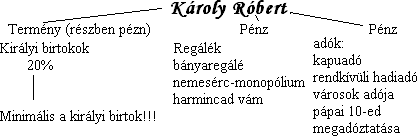 Károly Róbert
Termény (részben pézn)
Királyi birtokok
20%
Minimális a királyi birtok!!!
Pénz
Regálék
bányaregálé
nemesérc-monopólium
harmincad vám
Pénz
adók:
kapuadó
rendkívüli hadiadó
városok adója
pápai 10-ed
megadóztatása